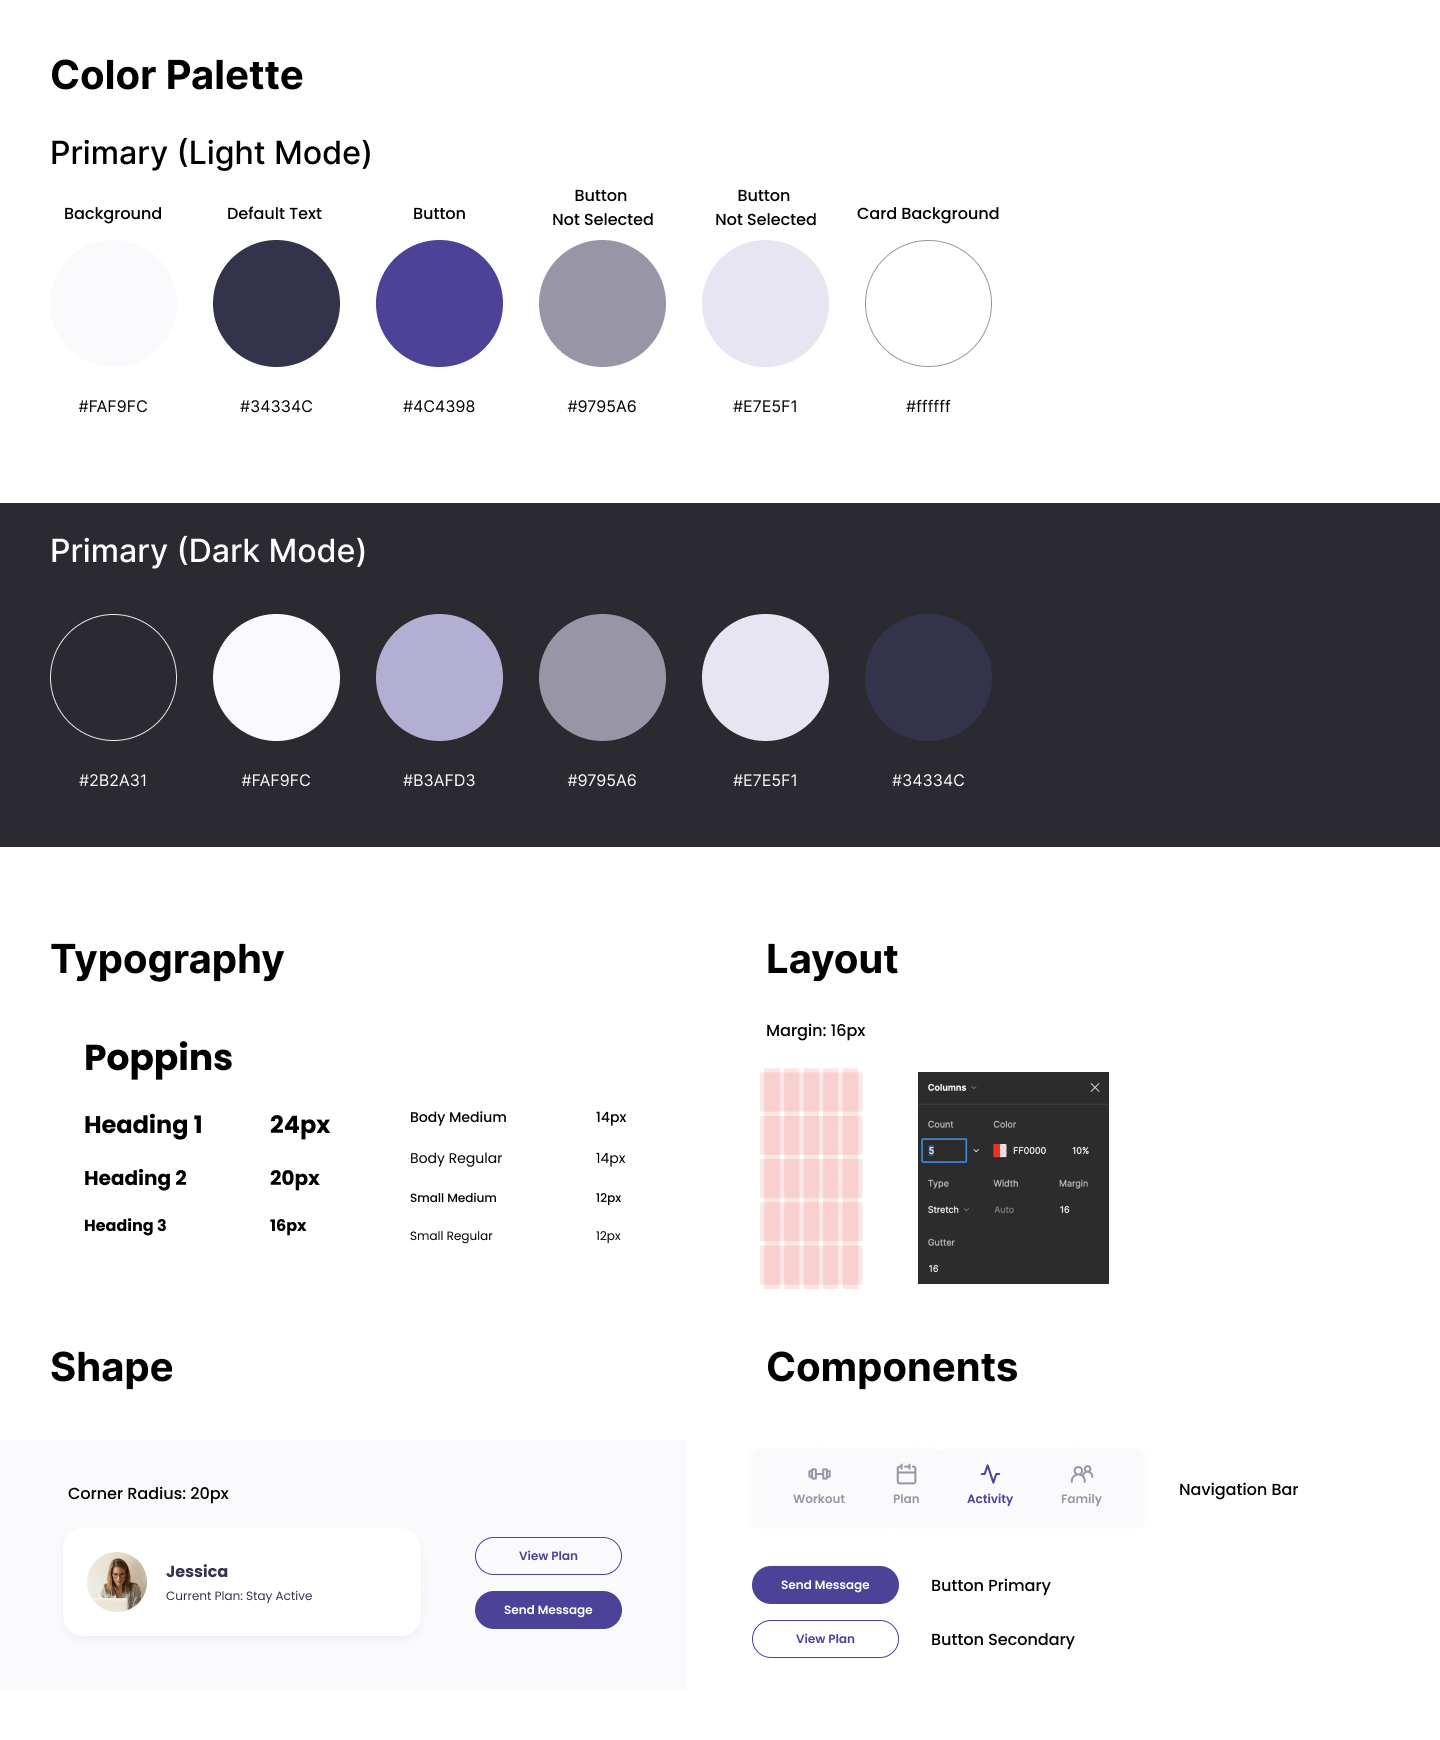 Color Palette
Primary (Light Mode)
Background
Default Text
Button
Button
Not Selected
Button
Not Selected
Card Background
#FAF9FC
#34334C
#4C4398
#9795A6
#E7E5F1
#ffffff
Primary (Dark Mode)
#2B2A31
#FAF9FC
#B3AFD3
#9795A6
#E7E5F1
#34334C
Typography
Poppins
Heading 1 24px
Heading 2 20px
Heading 3 16px
Body Medium 14px
Body Regular 14px
Small Medium 12px
Small Regular 12px
Layout
Margin: 16px
Columns
Count Color
5 FF0000 10%
Type Width Margin
Stretch Auto 16
Gutter
16
Shape
Corner Radius: 20px
Jessica
Current Plan: Stay Active
View Plan
Send Message
Components
Workout Plan Activity Family
Navigation Bar
Send Message
Button Primary
View Plan
Button Secondary